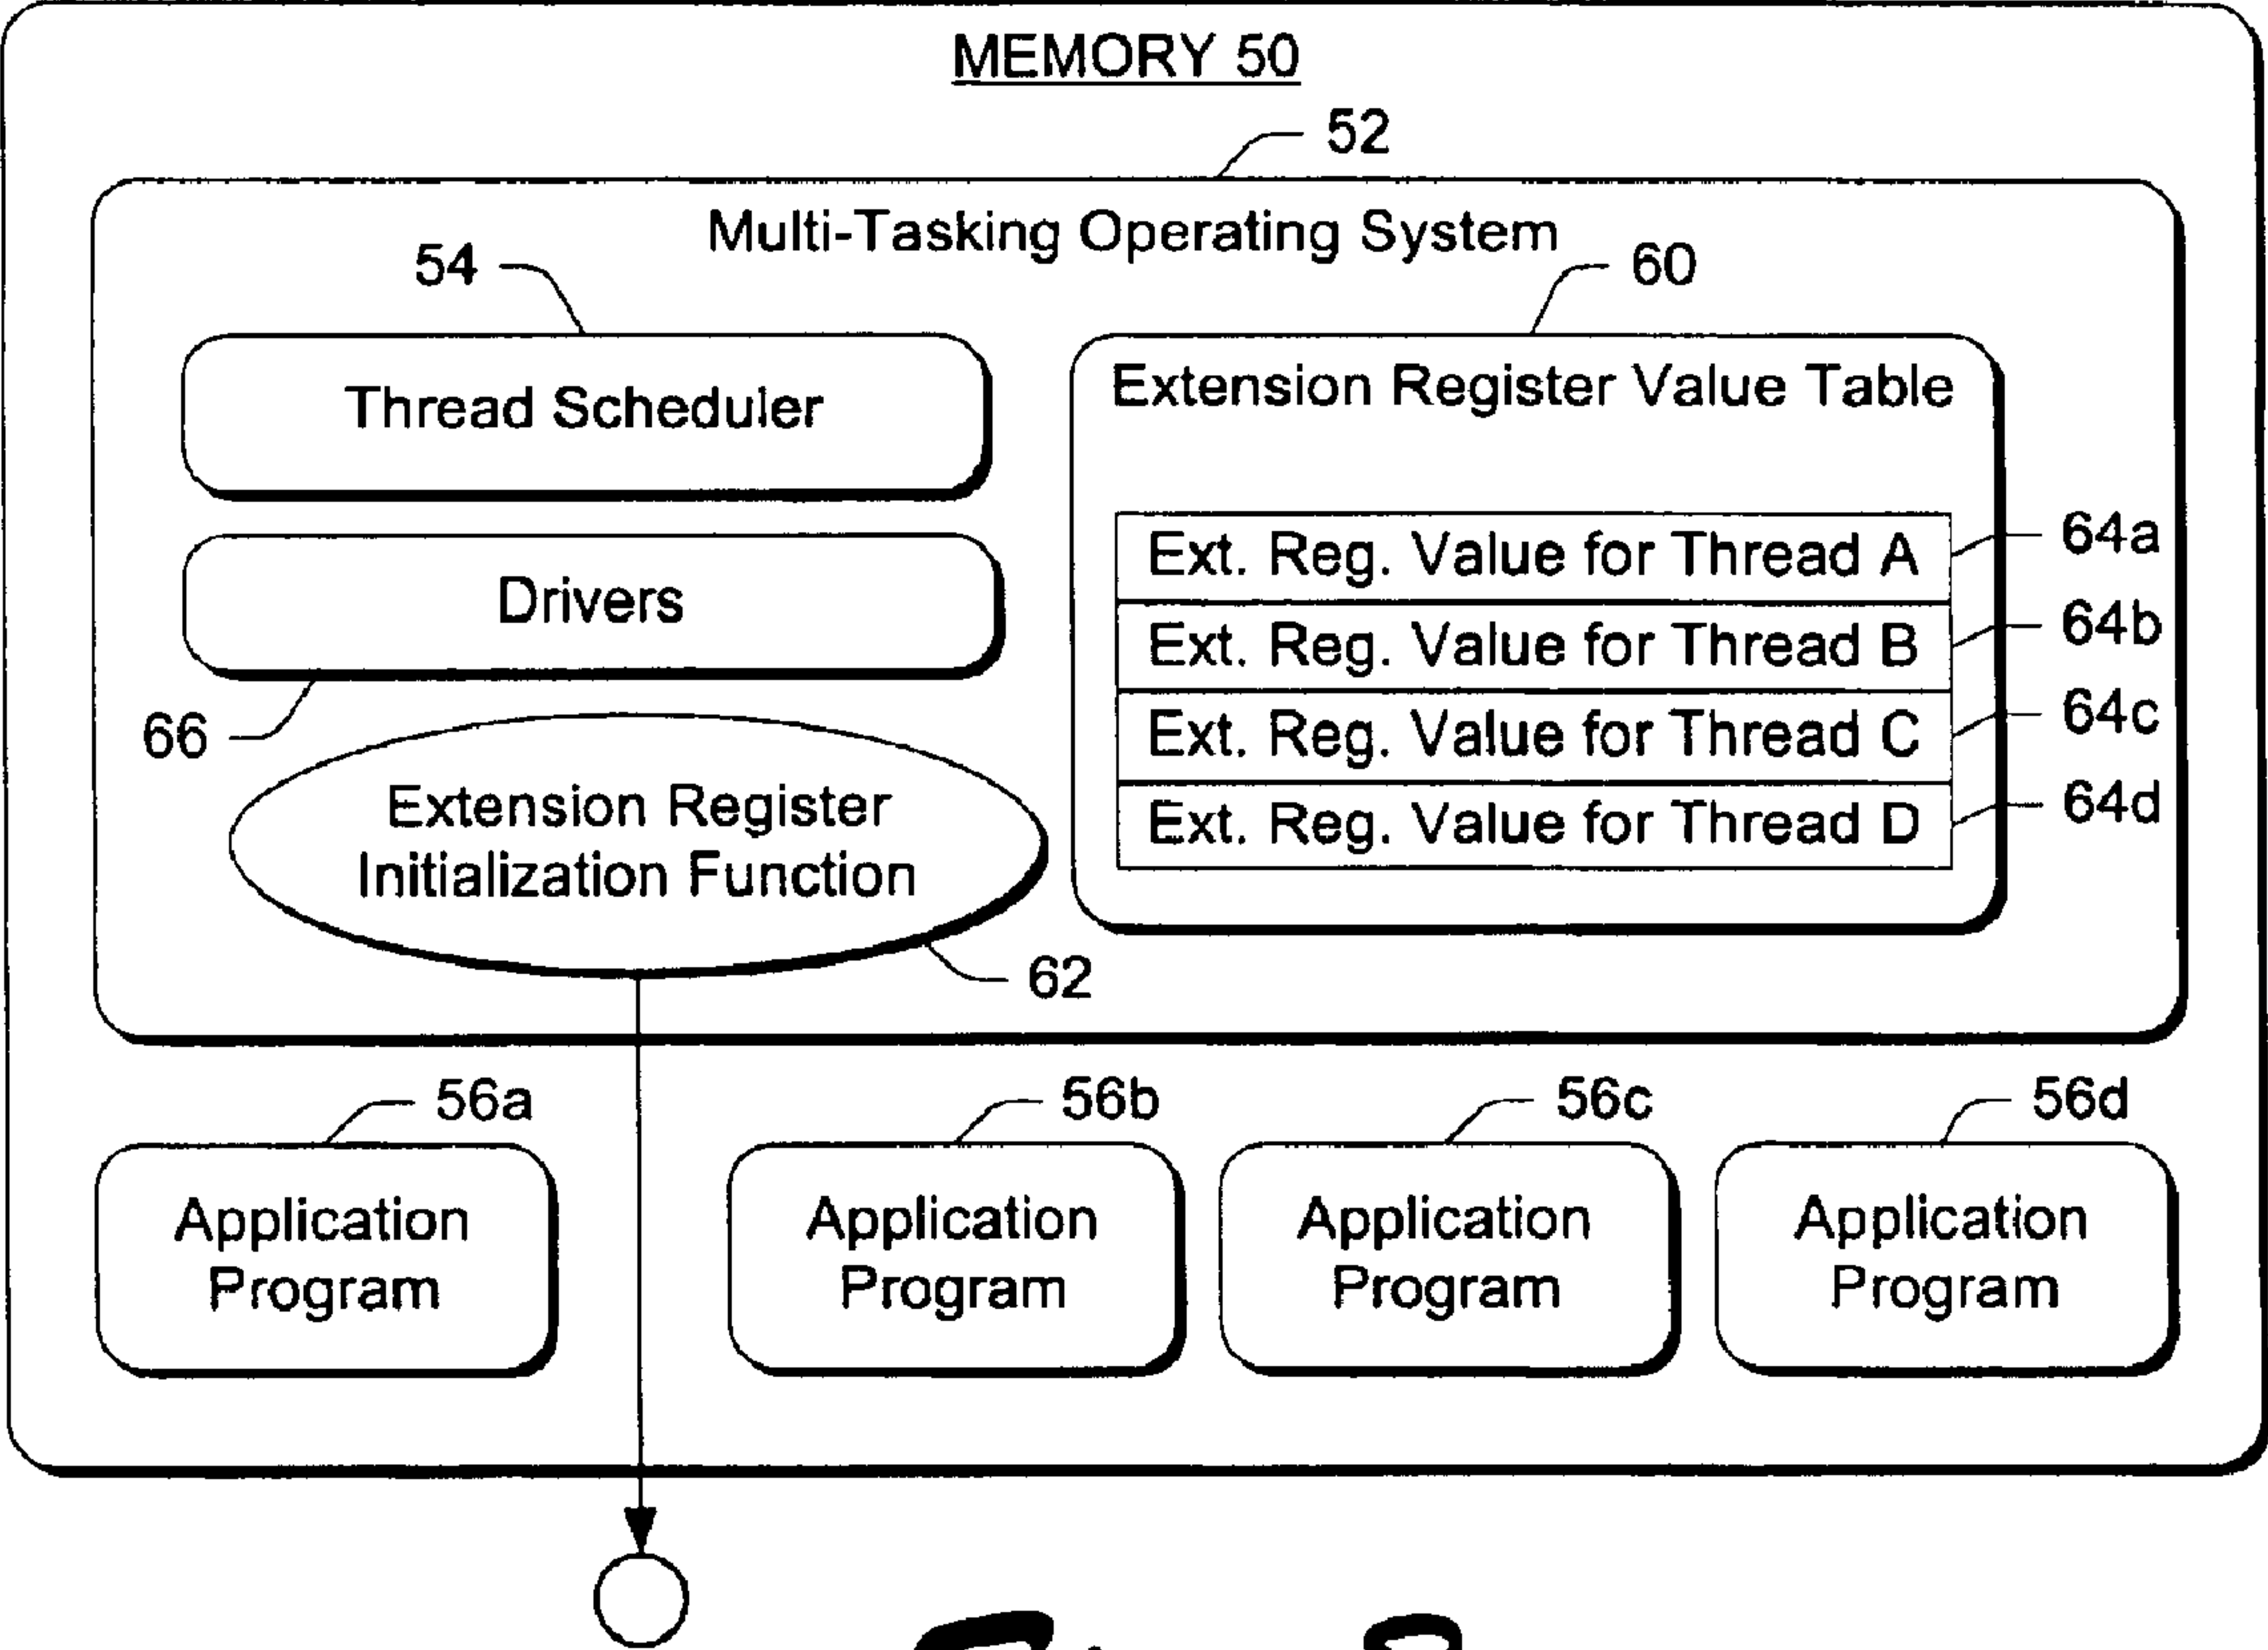 MEMORY 50
52
Multi-Tasking Operating System
54
60
Thread Scheduler
Extension Register Value Table
Drivers
66
Ext. Reg. Value for Thread A
64a
Ext. Reg. Value for Thread B
64b
Ext. Reg. Value for Thread C
64c
Ext. Reg. Value for Thread D
64d
Extension Register
Initialization Function
62
56a
56b
56c
56d
Application
Program
Application
Program
Application
Program
Application
Program